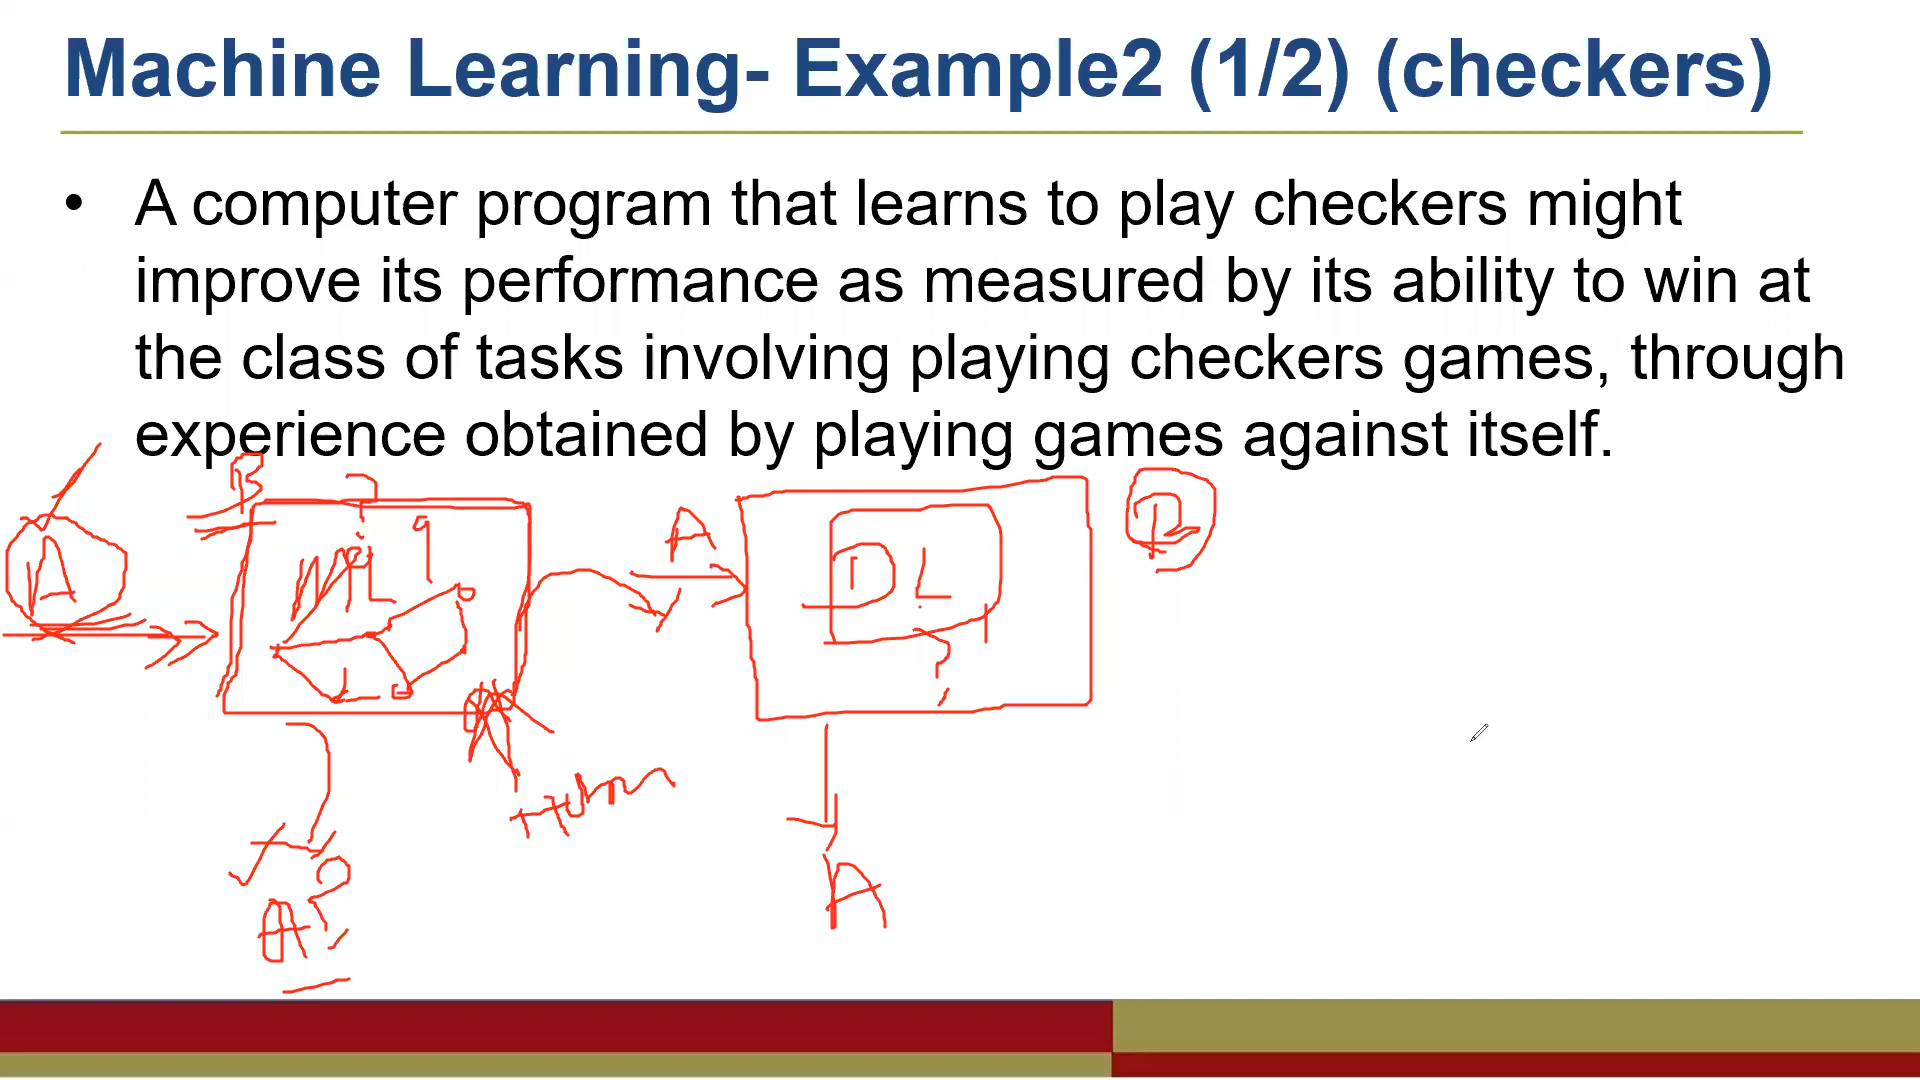 Machine Learning- Example2 (1/2) (checkers)
• A computer program that learns to play checkers might
improve its performance as measured by its ability to win at
the class of tasks involving playing checkers games, through
experience obtained by playing games against itself.
B
?
A
A
ML
DL
?
Human
A?
A